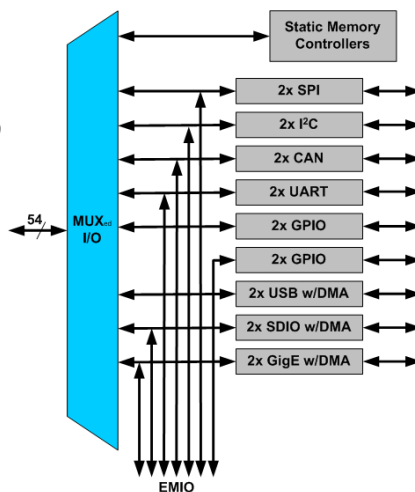 Static Memory
Controllers
2x SPI
2x I²C
2x CAN
2x UART
54
MUXed
I/O
2x GPIO
2x GPIO
2x USB w/DMA
2x SDIO w/DMA
2x GigE w/DMA
EMIO